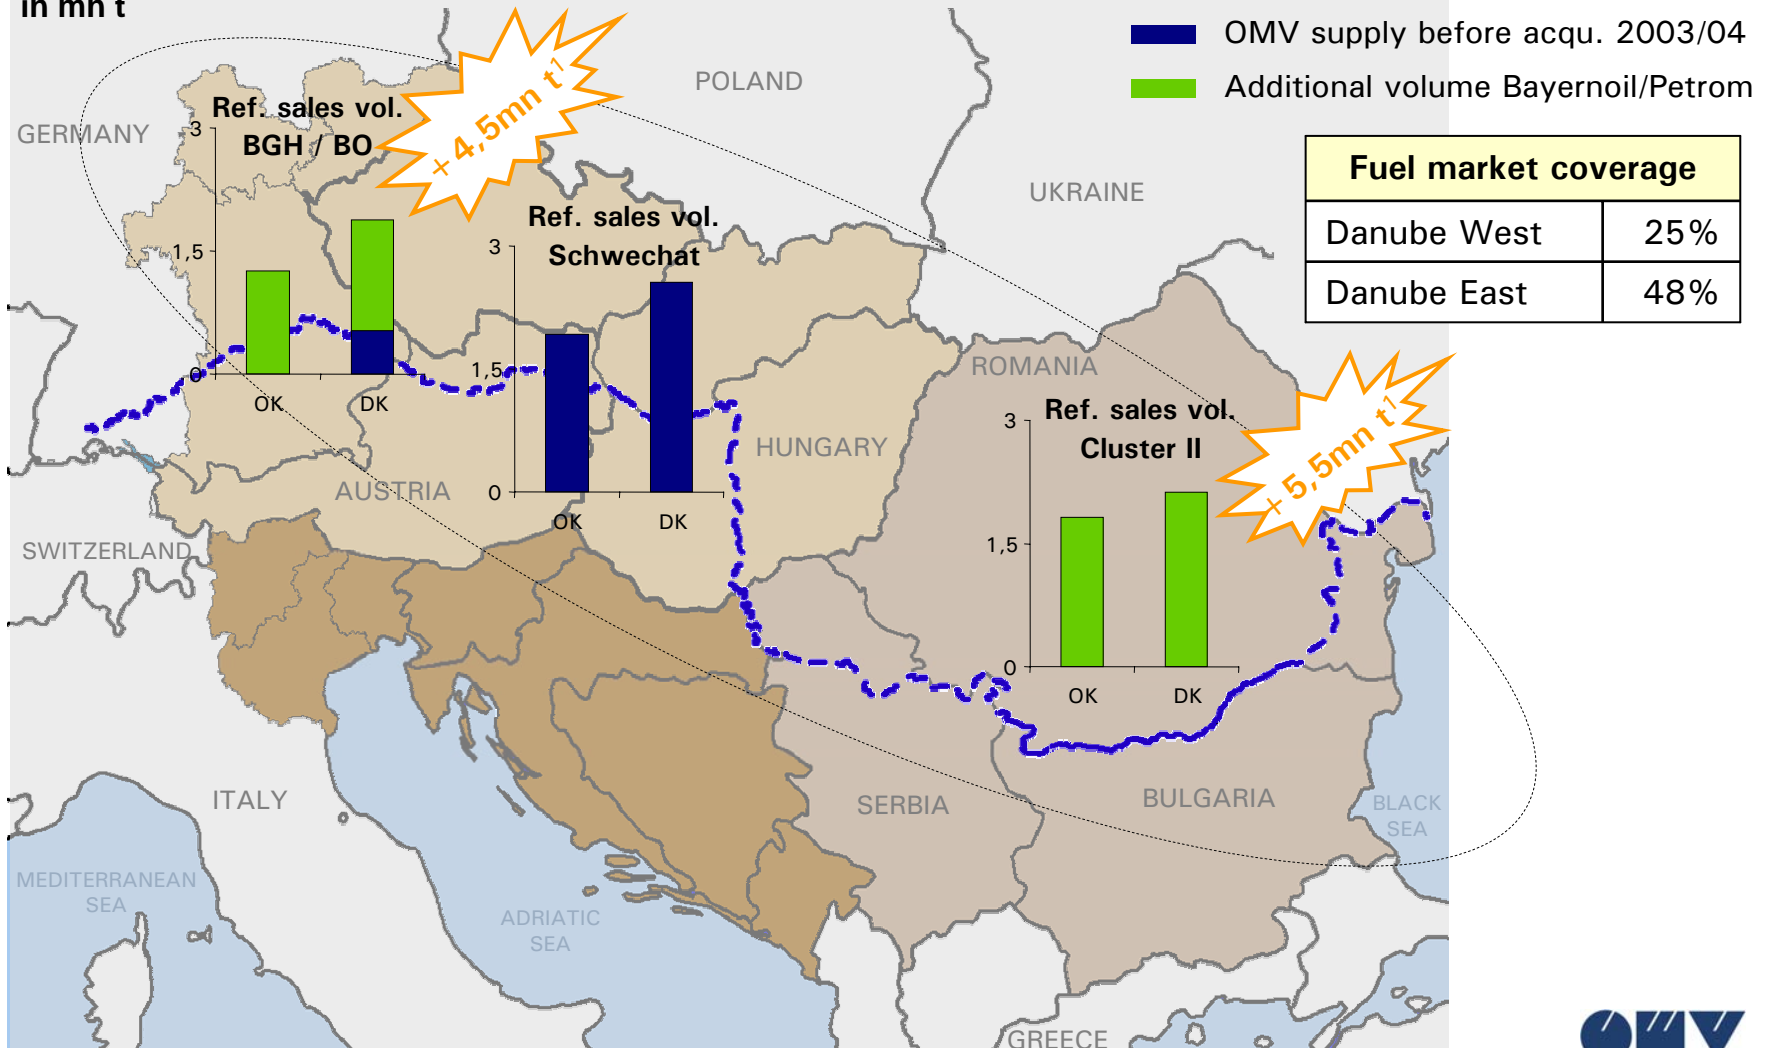 in mn t
OMV supply before acqu. 2003/04
Additional volume Bayernoil/Petrom
Fuel market coverage
Danube West 25%
Danube East 48%
GERMANY
POLAND
UKRAINE
Ref. sales vol.
BGH / BO
3
1,5
0
OK DK
+4,5mn t¹
Ref. sales vol.
Schwechat
3
1,5
0
OK DK
ROMANIA
Ref. sales vol.
Cluster II
3
1,5
0
OK DK
+5,5mn t¹
HUNGARY
AUSTRIA
SWITZERLAND
ITALY
SERBIA
BULGARIA
BLACK
SEA
MEDITERRANEAN
SEA
ADRIATIC
SEA
GREECE
OMV